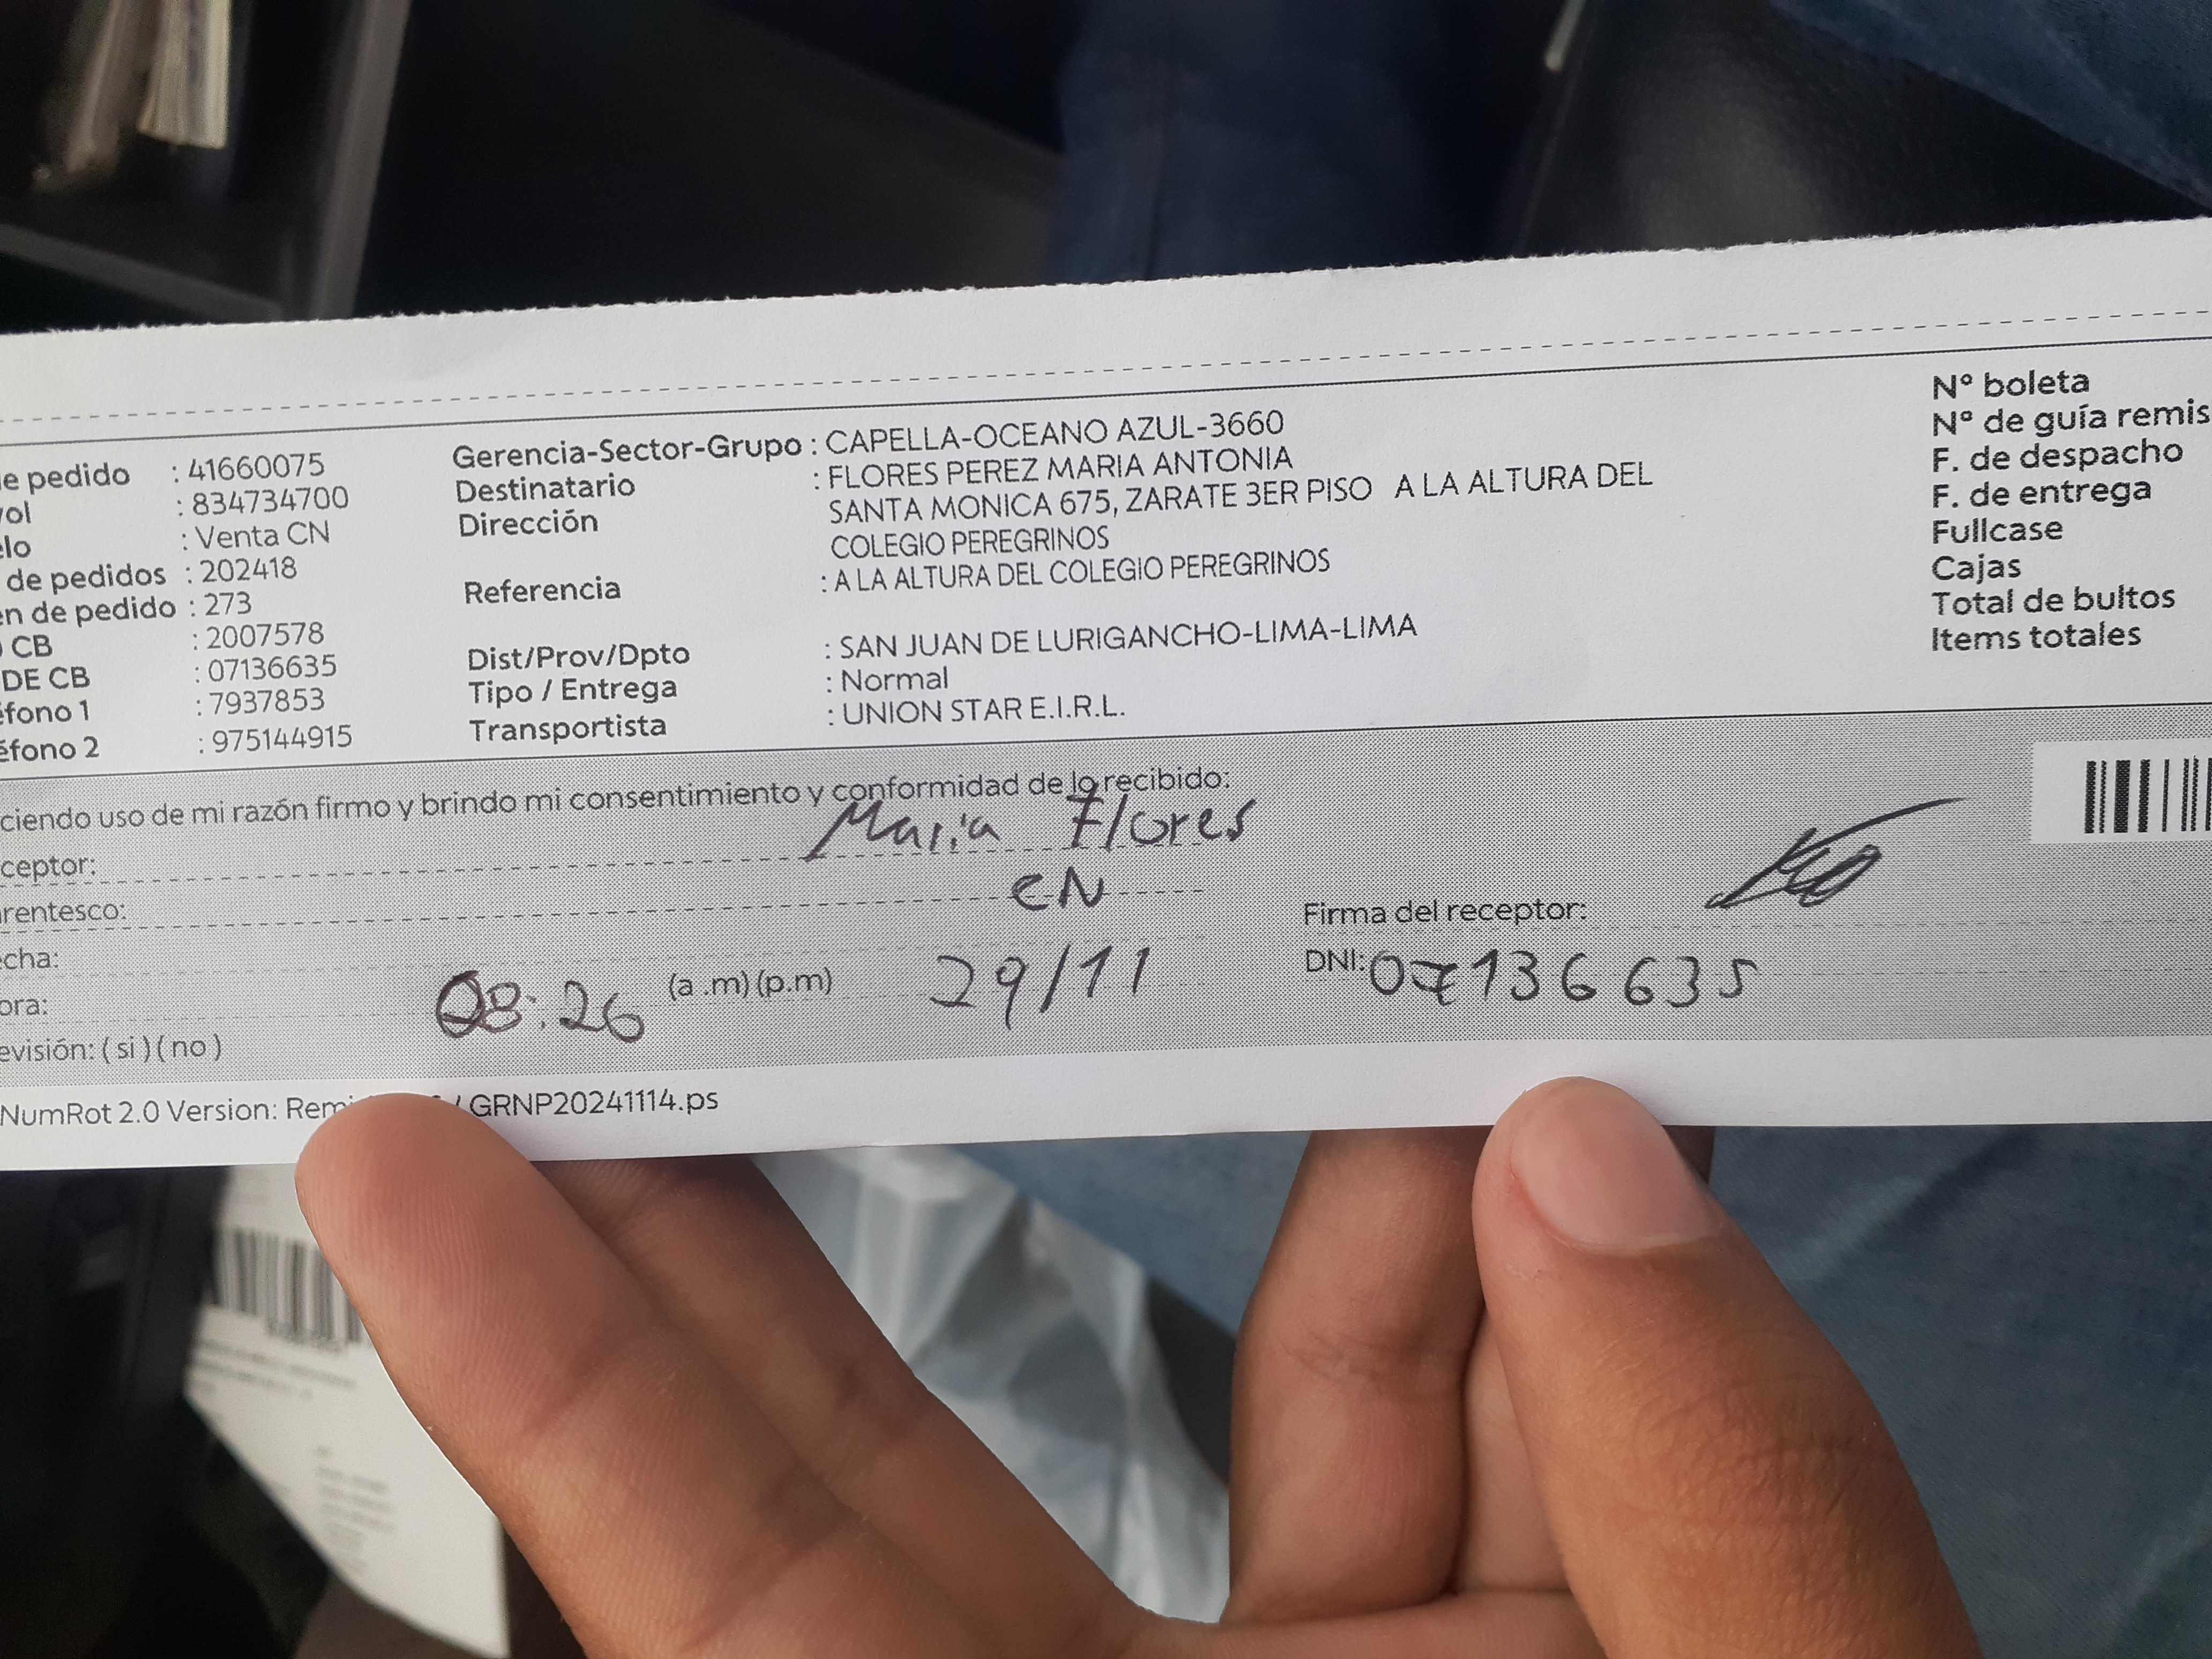 e pedido : 41660075
ol : 834734700
elo : Venta CN
de pedidos : 202418
en de pedido : 273
CB : 2007578
DE CB : 07136635
éfono 1 : 7937853
éfono 2 : 975144915
Gerencia-Sector-Grupo : CAPELLA-OCEANO AZUL-3660
Destinatario : FLORES PEREZ MARIA ANTONIA
Dirección SANTA MONICA 675, ZARATE 3ER PISO A LA ALTURA DEL
COLEGIO PEREGRINOS
Referencia : A LA ALTURA DEL COLEGIO PEREGRINOS
Dist/Prov/Dpto : SAN JUAN DE LURIGANCHO-LIMA-LIMA
Tipo / Entrega : Normal
Transportista : UNION STAR E.I.R.L.
Nº boleta
Nº de guía remis
F. de despacho
F. de entrega
Fullcase
Cajas
Total de bultos
Items totales
ciendo uso de mi razón firmo y brindo mi consentimiento y conformidad de lo recibido:
ceptor: Maria Flores
rentesco: CN
echa: 29/11
ora: 08:26 (a .m) (p.m)
evisión: ( si ) ( no )
Firma del receptor:
DNI: 07136635
NumRot 2.0 Version: Remi / GRNP20241114.ps